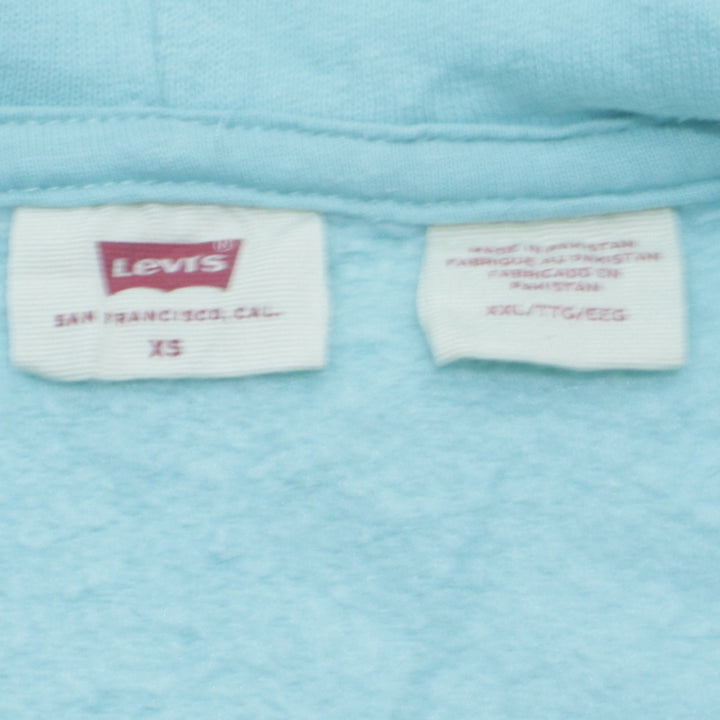 Levi's
SAN FRANCISCO, CAL.
XS
MADE IN PAKISTAN
FABRIQUE AU PAKISTAN
FABRICADO EN
PAKISTAN
XXL/TTG/EEG